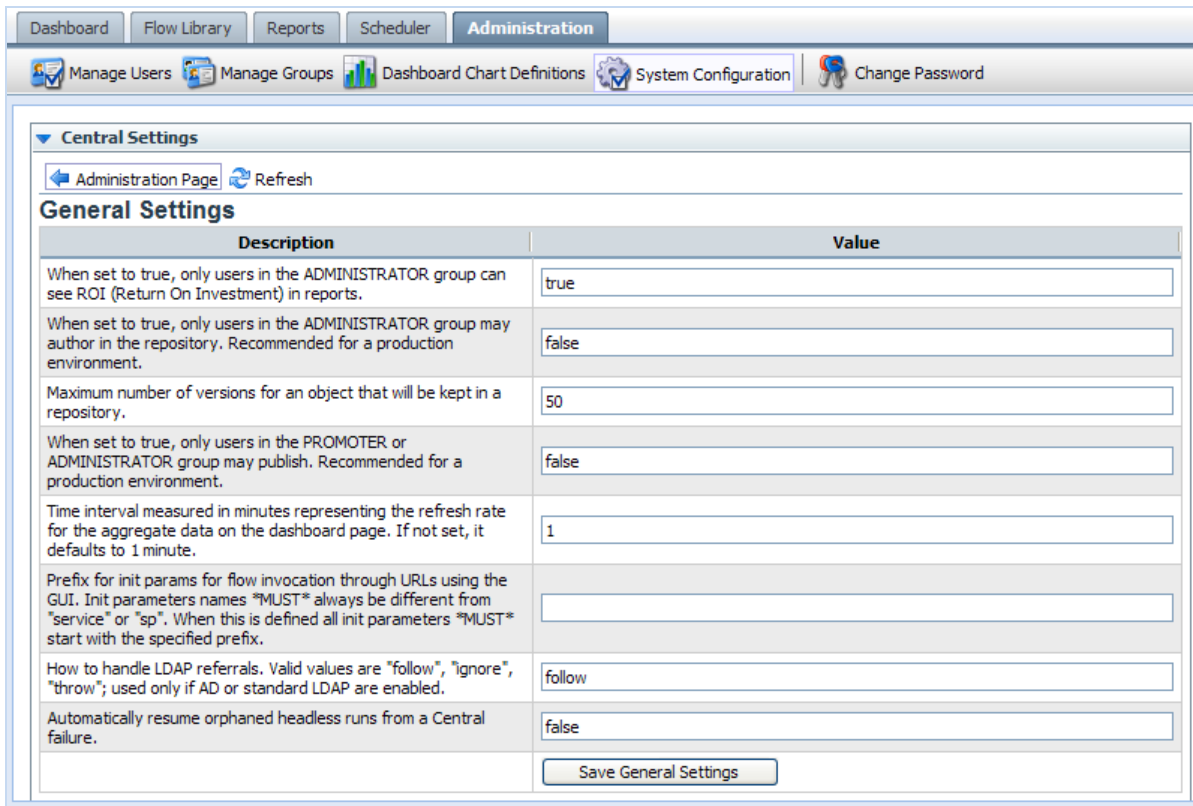 Dashboard Flow Library Reports Scheduler Administration
Manage Users Manage Groups Dashboard Chart Definitions System Configuration Change Password
Central Settings
Administration Page Refresh
General Settings
Description Value
When set to true, only users in the ADMINISTRATOR group can
see ROI (Return On Investment) in reports.
true
When set to true, only users in the ADMINISTRATOR group may
author in the repository. Recommended for a production
environment.
false
Maximum number of versions for an object that will be kept in a
repository.
50
When set to true, only users in the PROMOTER or
ADMINISTRATOR group may publish. Recommended for a
production environment.
false
Time interval measured in minutes representing the refresh rate
for the aggregate data on the dashboard page. If not set, it
defaults to 1 minute.
1
Prefix for init params for flow invocation through URLs using the
GUI. Init parameters names *MUST* always be different from
"service" or "sp". When this is defined all init parameters *MUST*
start with the specified prefix.
How to handle LDAP referrals. Valid values are "follow", "ignore",
"throw"; used only if AD or standard LDAP are enabled.
follow
Automatically resume orphaned headless runs from a Central
failure.
false
Save General Settings